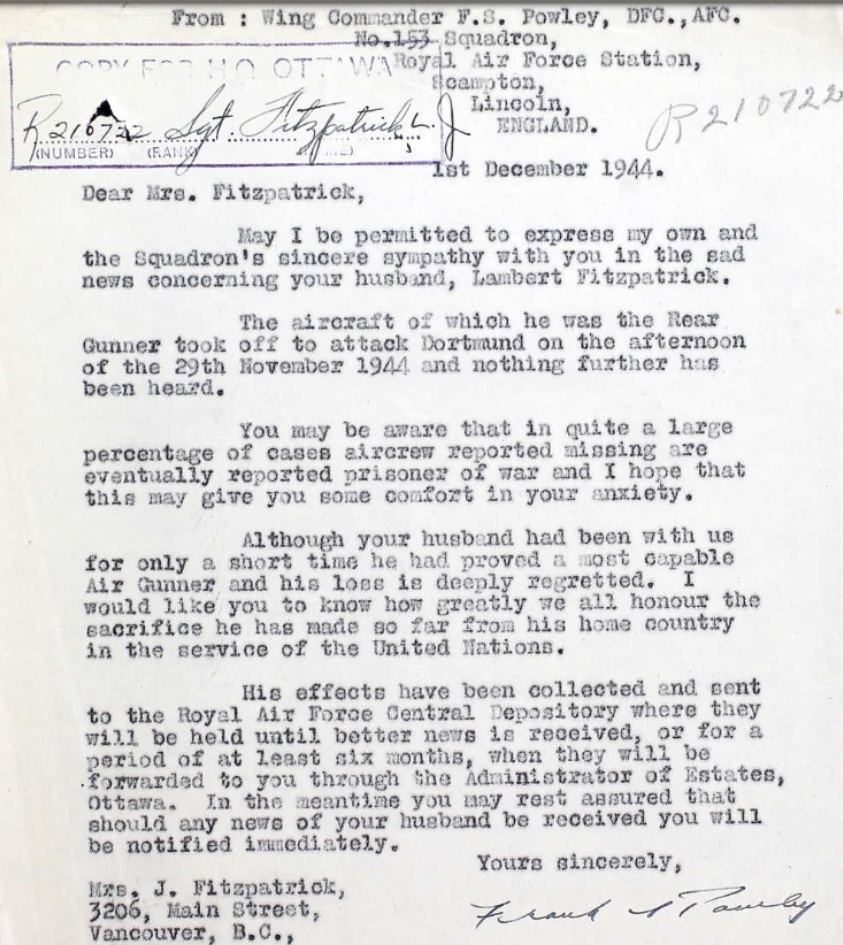 From : Wing Commander F.S. Powley, DFC.,AFC.
No.153 Squadron,
Royal Air Force Station,
Scampton,
Lincoln,
ENGLAND.
COPY FOR H.Q. OTTAWA
R210722 Sgt. Fitzpatrick L. J
(NUMBER) (RANK)
R210722
1st December 1944.
Dear Mrs. Fitzpatrick,
May I be permitted to express my own and
the Squadron's sincere sympathy with you in the sad
news concerning your husband, Lambert Fitzpatrick.
The aircraft of which he was the Rear
Gunner took off to attack Dortmund on the afternoon
of the 29th November 1944 and nothing further has
been heard.
You may be aware that in quite a large
percentage of cases aircrew reported missing are
eventually reported prisoner of war and I hope that
this may give you some comfort in your anxiety.
Although your husband had been with us
for only a short time he had proved a most capable
Air Gunner and his loss is deeply regretted. I
would like you to know how greatly we all honour the
sacrifice he has made so far from his home country
in the service of the United Nations.
His effects have been collected and sent
to the Royal Air Force Central Depository where they
will be held until better news is received, or for a
period of at least six months, when they will be
forwarded to you through the Administrator of Estates,
Ottawa. In the meantime you may rest assured that
should any news of your husband be received you will
be notified immediately.
Yours sincerely,
Mrs. J. Fitzpatrick,
3206, Main Street,
Vancouver, B.C.,
Frank S Powley